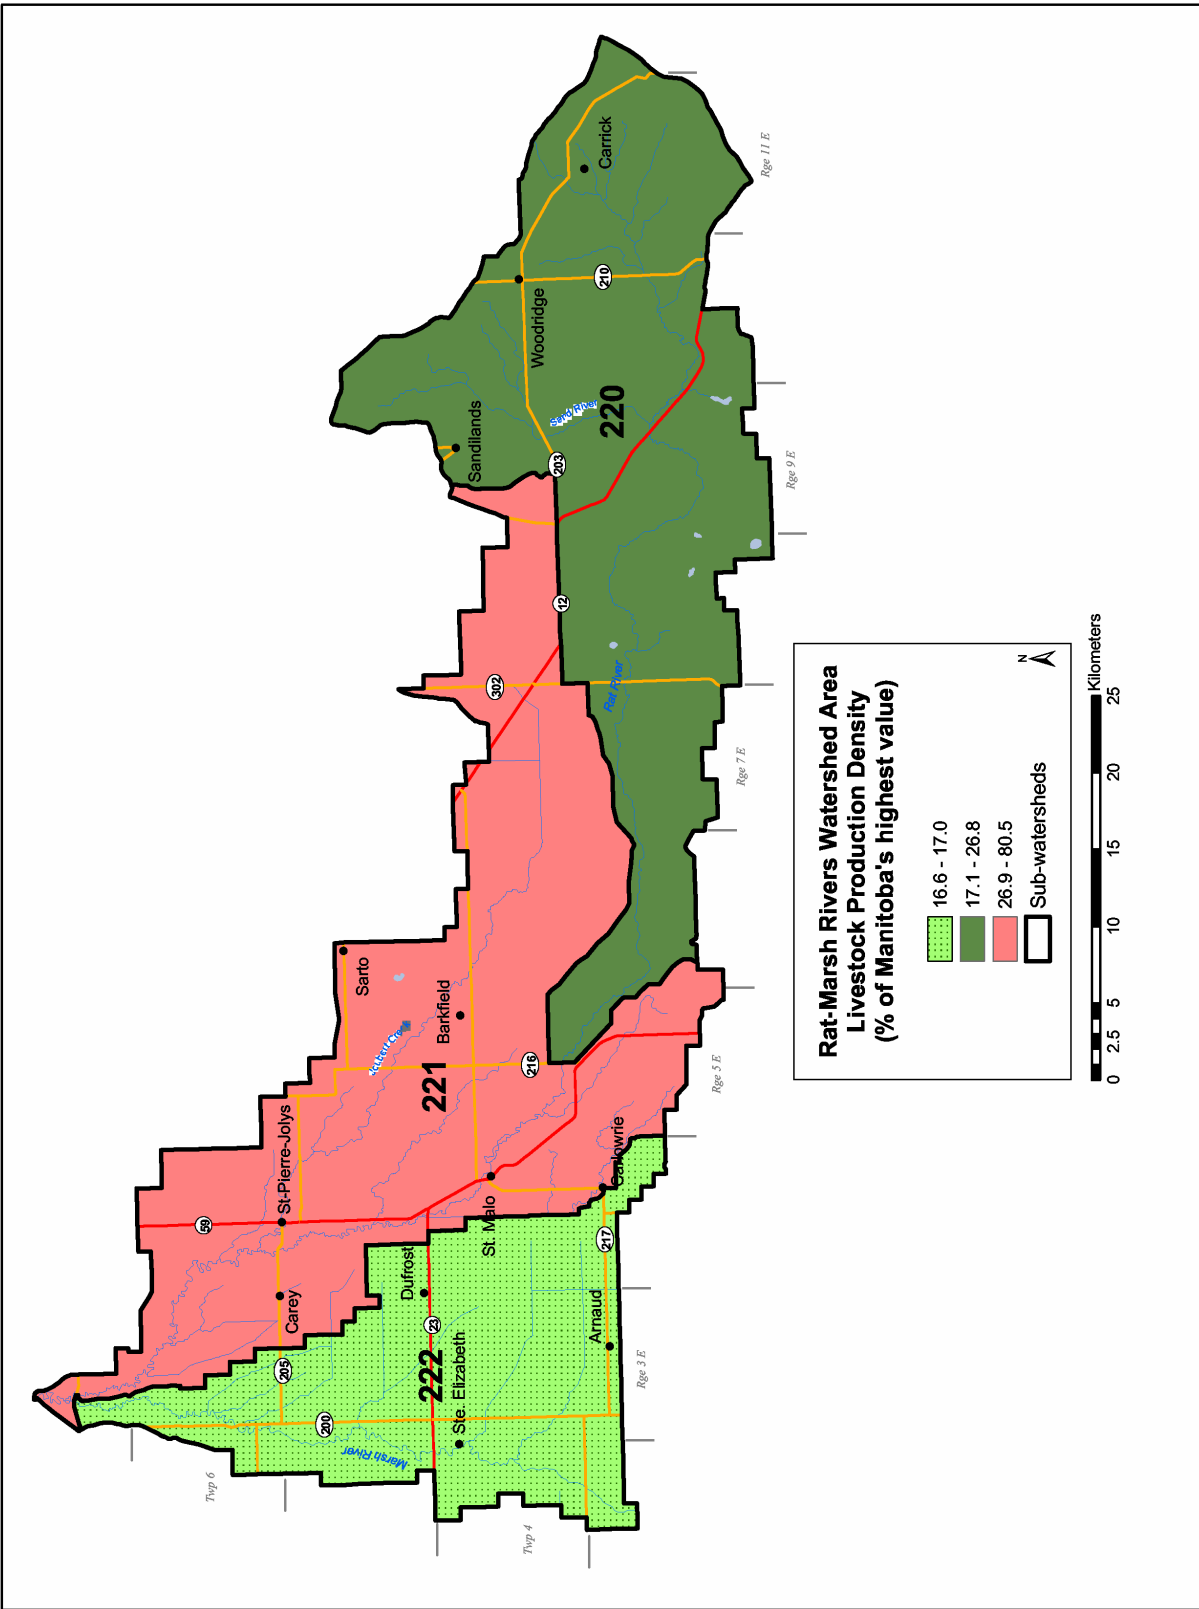 Rge 11 E
Carrick
210
Woodridge
Sand River
220
Sandilands
203
Rge 9 E
12
302
Rat River
Rge 7 E
Sarto
Joubert Creek
Barkfield
221
216
Rge 5 E
St-Pierre-Jolys
59
St. Malo
Carlowrie
217
Dufrost
Carey
205
23
222
Ste. Elizabeth
Arnaud
Rge 3 E
200
Marsh River
Twp 6
Twp 4
Rat-Marsh Rivers Watershed Area
Livestock Production Density
(% of Manitoba's highest value)
16.6 - 17.0
17.1 - 26.8
26.9 - 80.5
Sub-watersheds
N
0 2.5 5 10 15 20 25
Kilometers